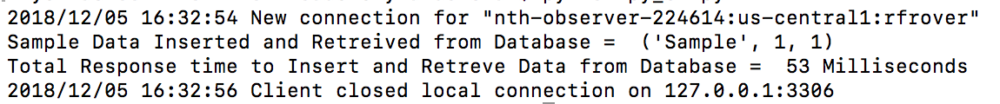 2018/12/05 16:32:54 New connection for "nth-observer-224614:us-central1:rfrover"
Sample Data Inserted and Retreived from Database =  ('Sample', 1, 1)
Total Response time to Insert and Retreve Data from Database =  53 Milliseconds
2018/12/05 16:32:56 Client closed local connection on 127.0.0.1:3306